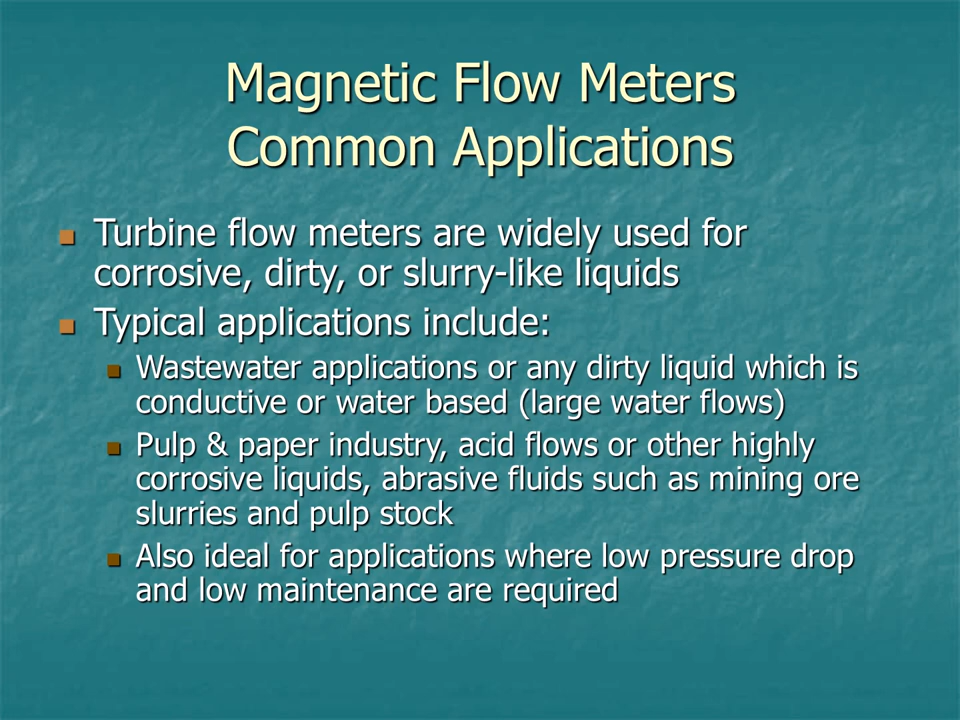 Magnetic Flow Meters
Common Applications
Turbine flow meters are widely used for
corrosive, dirty, or slurry-like liquids
Typical applications include:
Wastewater applications or any dirty liquid which is
conductive or water based (large water flows)
Pulp & paper industry, acid flows or other highly
corrosive liquids, abrasive fluids such as mining ore
slurries and pulp stock
Also ideal for applications where low pressure drop
and low maintenance are required